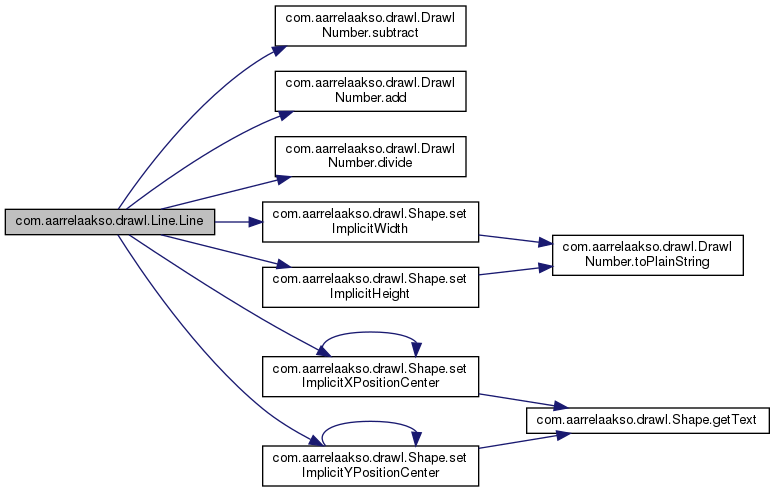 com.aarrelaakso.drawl.Drawl
Number.subtract
com.aarrelaakso.drawl.Drawl
Number.add
com.aarrelaakso.drawl.Drawl
Number.divide
com.aarrelaakso.drawl.Line.Line
com.aarrelaakso.drawl.Shape.set
ImplicitWidth
com.aarrelaakso.drawl.Drawl
Number.toPlainString
com.aarrelaakso.drawl.Shape.set
ImplicitHeight
com.aarrelaakso.drawl.Shape.set
ImplicitXPositionCenter
com.aarrelaakso.drawl.Shape.getText
com.aarrelaakso.drawl.Shape.set
ImplicitYPositionCenter